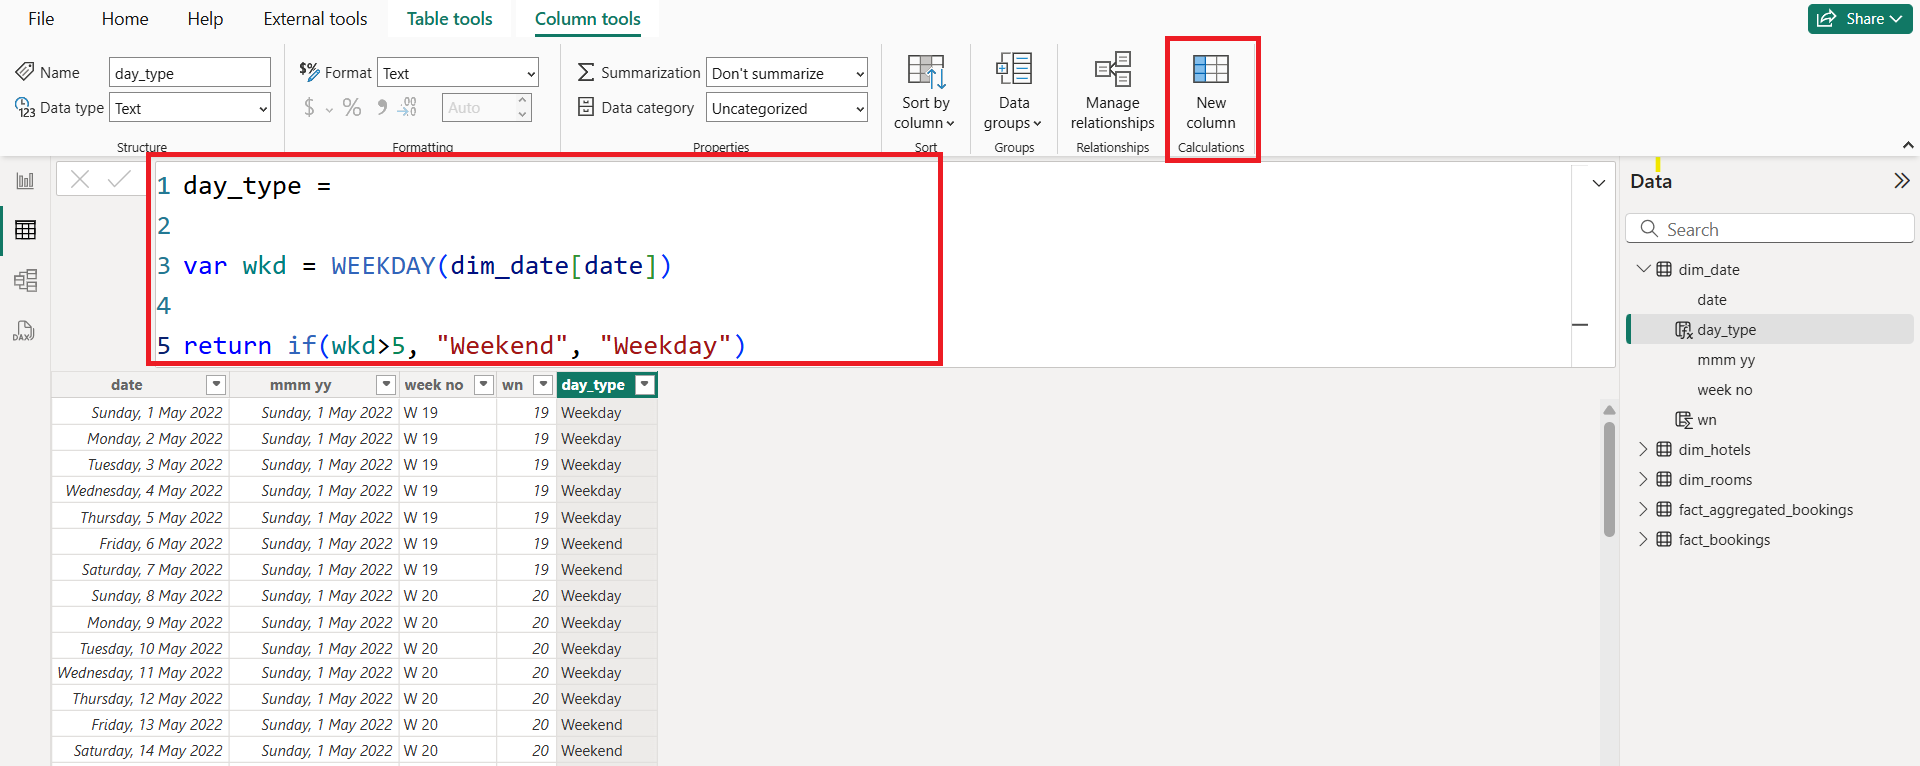 File Home Help External tools Table tools Column tools Share
Name day_type $% Format Text Σ Summarization Don't summarize
Data type Text $ % 9 .00 Auto Data category Uncategorized
Sort by column Data groups Manage relationships New column
Structure Formatting Properties Sort Groups Relationships Calculations
1 day_type =
2
3 var wkd = WEEKDAY(dim_date[date])
4
5 return if(wkd>5, "Weekend", "Weekday")
date mmm yy week no wn day_type
Sunday, 1 May 2022 Sunday, 1 May 2022 W 19 19 Weekday
Monday, 2 May 2022 Sunday, 1 May 2022 W 19 19 Weekday
Tuesday, 3 May 2022 Sunday, 1 May 2022 W 19 19 Weekday
Wednesday, 4 May 2022 Sunday, 1 May 2022 W 19 19 Weekday
Thursday, 5 May 2022 Sunday, 1 May 2022 W 19 19 Weekday
Friday, 6 May 2022 Sunday, 1 May 2022 W 19 19 Weekend
Saturday, 7 May 2022 Sunday, 1 May 2022 W 19 19 Weekend
Sunday, 8 May 2022 Sunday, 1 May 2022 W 20 20 Weekday
Monday, 9 May 2022 Sunday, 1 May 2022 W 20 20 Weekday
Tuesday, 10 May 2022 Sunday, 1 May 2022 W 20 20 Weekday
Wednesday, 11 May 2022 Sunday, 1 May 2022 W 20 20 Weekday
Thursday, 12 May 2022 Sunday, 1 May 2022 W 20 20 Weekday
Friday, 13 May 2022 Sunday, 1 May 2022 W 20 20 Weekend
Saturday, 14 May 2022 Sunday, 1 May 2022 W 20 20 Weekend
Data
Search
dim_date
date
day_type
mmm yy
week no
wn
dim_hotels
dim_rooms
fact_aggregated_bookings
fact_bookings
DAX